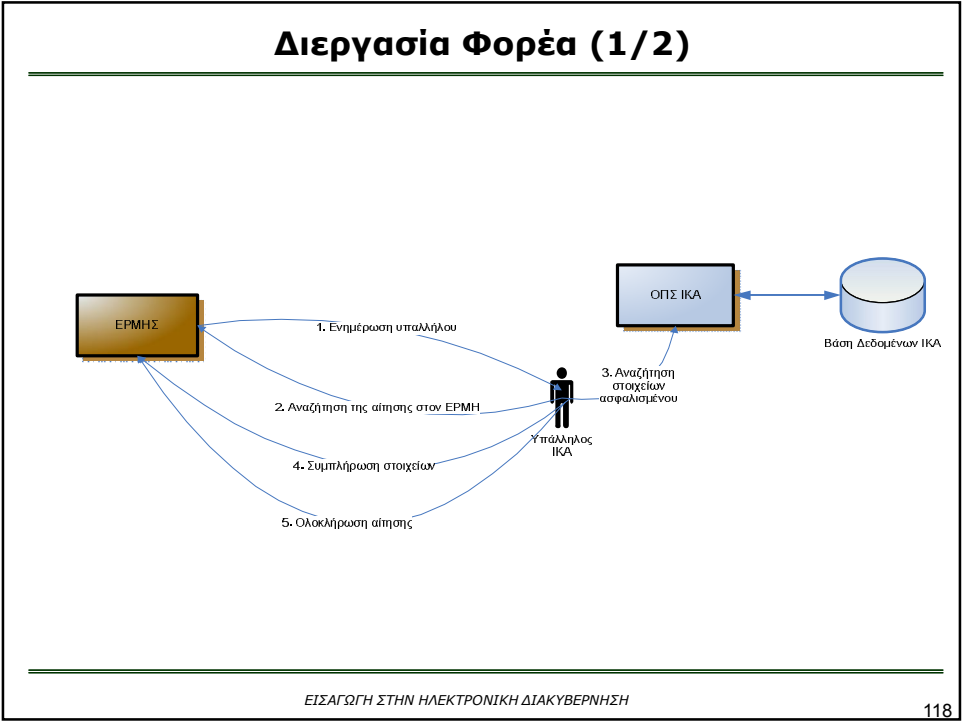 Διεργασία Φορέα (1/2)
ΟΠΣ ΙΚΑ
ΕΡΜΗΣ
1. Ενημέρωση υπαλλήλου
Βάση Δεδομένων ΙΚΑ
3. Αναζήτηση
στοιχείων
ασφαλισμένου
2. Αναζήτηση της αίτησης στον ΕΡΜΗ
Υπάλληλος
ΙΚΑ
4. Συμπλήρωση στοιχείων
5. Ολοκλήρωση αίτησης
ΕΙΣΑΓΩΓΗ ΣΤΗΝ ΗΛΕΚΤΡΟΝΙΚΗ ΔΙΑΚΥΒΕΡΝΗΣΗ
118